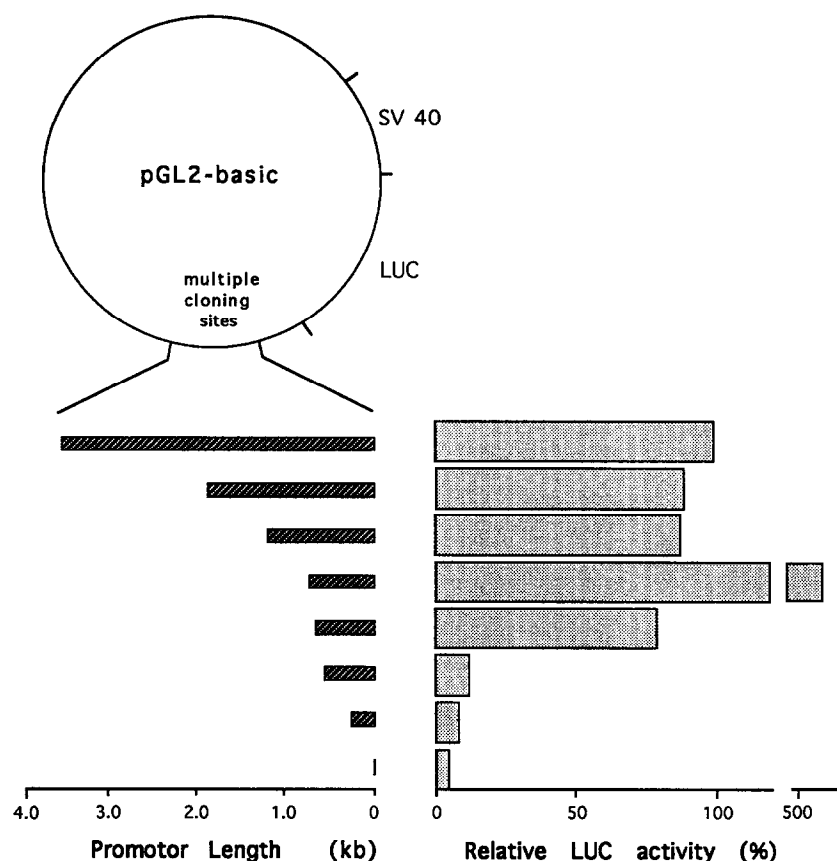 SV 40
pGL2-basic
LUC
multiple
cloning
sites
4.0 3.0 2.0 1.0 0
0 50 100 500
Promotor Length (kb)
Relative LUC activity (%)